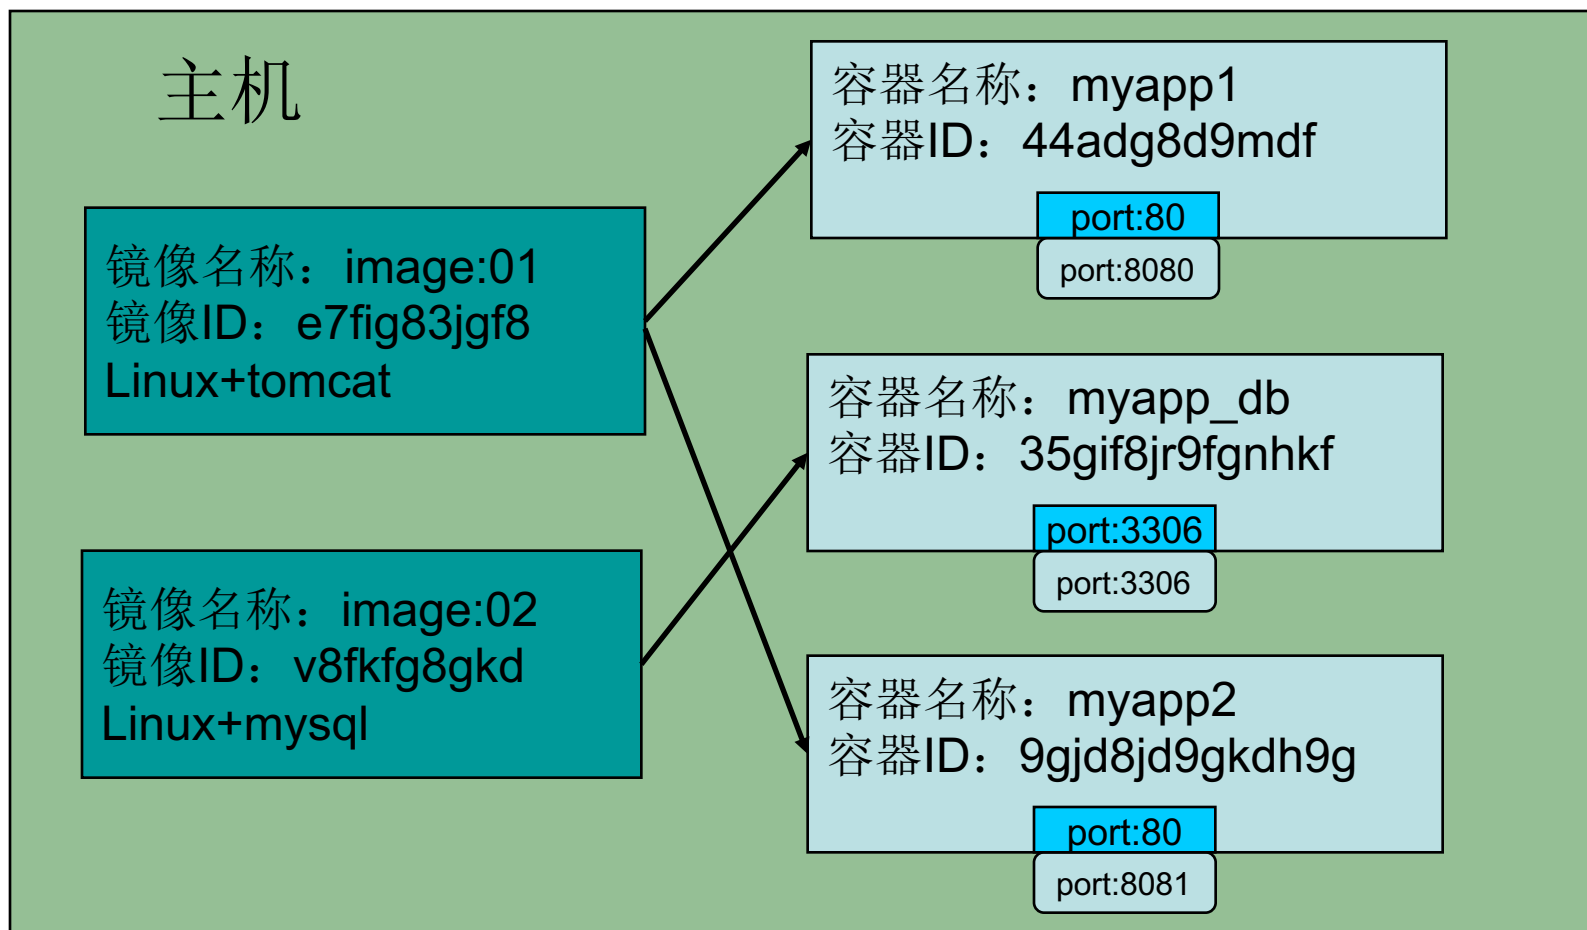 主机
镜像名称：image:01
镜像ID：e7fig83jgf8
Linux+tomcat
镜像名称：image:02
镜像ID：v8fkfg8gkd
Linux+mysql
容器名称：myapp1
容器ID：44adg8d9mdf
port:80
port:8080
容器名称：myapp_db
容器ID：35gif8jr9fgnhkf
port:3306
port:3306
容器名称：myapp2
容器ID：9gjd8jd9gkdh9g
port:80
port:8081